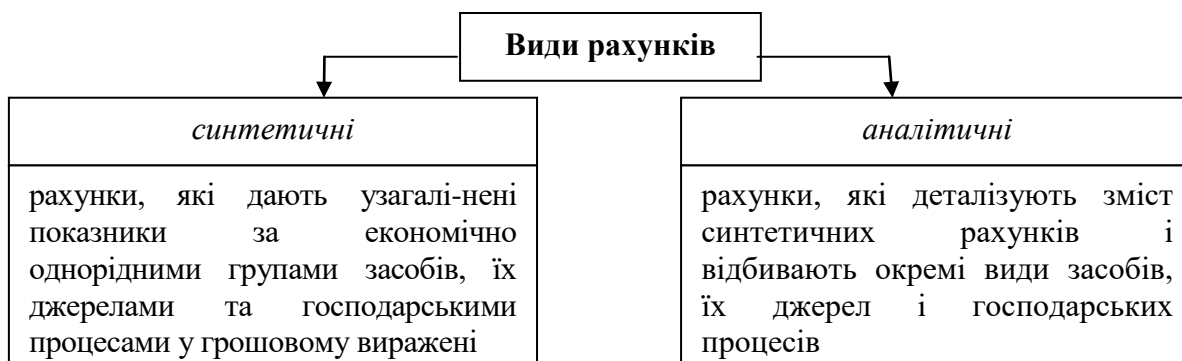 Види рахунків
синтетичні
рахунки, які дають узагалі-нені
показники за економічно
однорідними групами засобів, їх
джерелами та господарськими
процесами у грошовому виражені
аналітичні
рахунки, які деталізують зміст
синтетичних рахунків і
відбивають окремі види засобів,
їх джерел і господарських
процесів